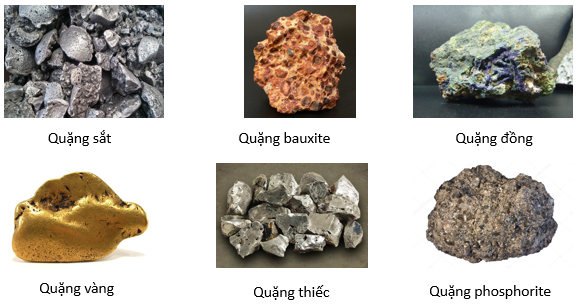 Quặng sắt
Quặng bauxite
Quặng đồng
Quặng vàng
Quặng thiếc
Quặng phosphorite